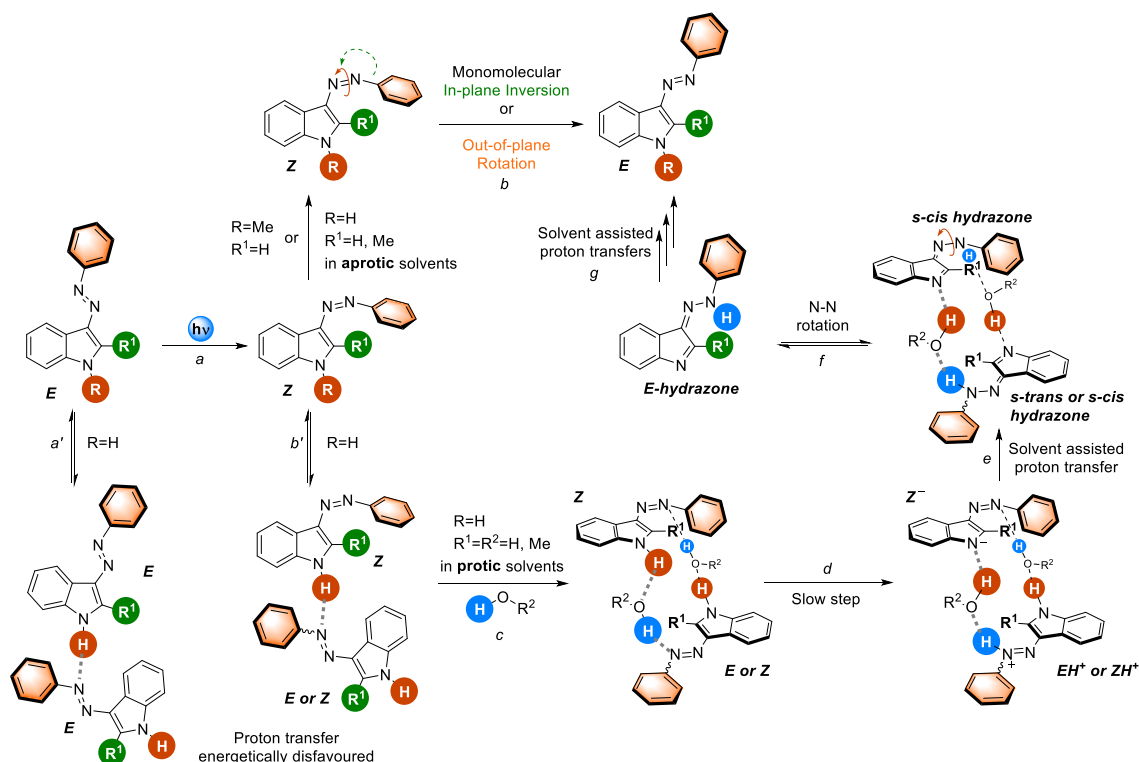 N=N
R¹
N
R
Z
Monomolecular
In-plane Inversion
or
Out-of-plane
Rotation
b
N
N
R¹
N
R
E
R=Me
R¹=H
or
R=H
R¹=H, Me
in aprotic solvents
Solvent assisted
proton transfers
g
s-cis hydrazone
N–N
H
R¹
N
O
R²
H
H
R²
O
N
R¹
H
N–N
s-trans or s-cis
hydrazone
N
N
R¹
N
R
E
hν
a
N=N
R¹
N
R
Z
N
N
H
R¹
N
E-hydrazone
N-N
rotation
f
a'
R=H
b'
R=H
e
Solvent assisted
proton transfer
N
N
E
R¹
N
H
N
N
E
N
R¹
H
N=N
Z
R¹
N
H
N
N
E or Z
R¹
N
H
R=H
R¹=R²=H, Me
in protic solvents
H
O
R²
c
Z
N=N
R¹
H
N
H
O–R²
R²
O
H
H
R¹
N
N=N
E or Z
d
Slow step
Z⁻
N=N
R¹
H
N
H
O–R²
R²
O
H
H
R¹
N
N=N
+
EH⁺ or ZH⁺
Proton transfer
energetically disfavoured